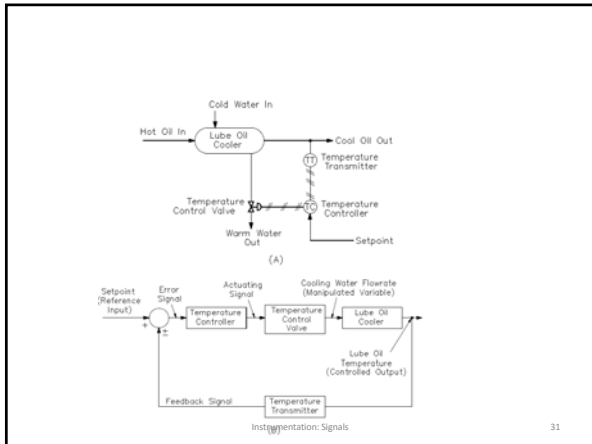 Cold Water In
Hot Oil In
Lube Oil
Cooler
Cool Oil Out
TT
Temperature
Transmitter
Temperature
Control Valve
TC
Temperature
Controller
Warm Water
Out
Setpoint
(A)
Setpoint
(Reference
Input)
Error
Signal
Actuating
Signal
Cooling Water Flowrate
(Manipulated Variable)
+
±
Temperature
Controller
Temperature
Control
Valve
Lube Oil
Cooler
Lube Oil
Temperature
(Controlled Output)
Feedback Signal
Temperature
Transmitter
(B)
Instrumentation: Signals
31